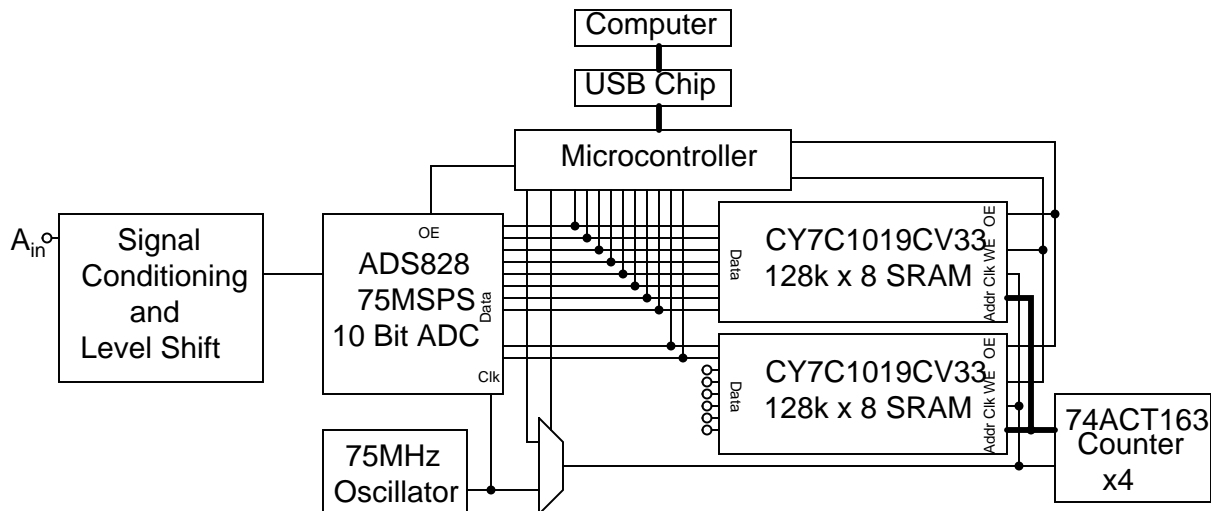 Computer
USB Chip
Microcontroller
Ain
Signal
Conditioning
and
Level Shift
OE
ADS828
75MSPS
10 Bit ADC
Data
Clk
75MHz
Oscillator
CY7C1019CV33
128k x 8 SRAM
Data
OE
WE
Clk
Addr
CY7C1019CV33
128k x 8 SRAM
Data
OE
WE
Clk
Addr
74ACT163
Counter
x4